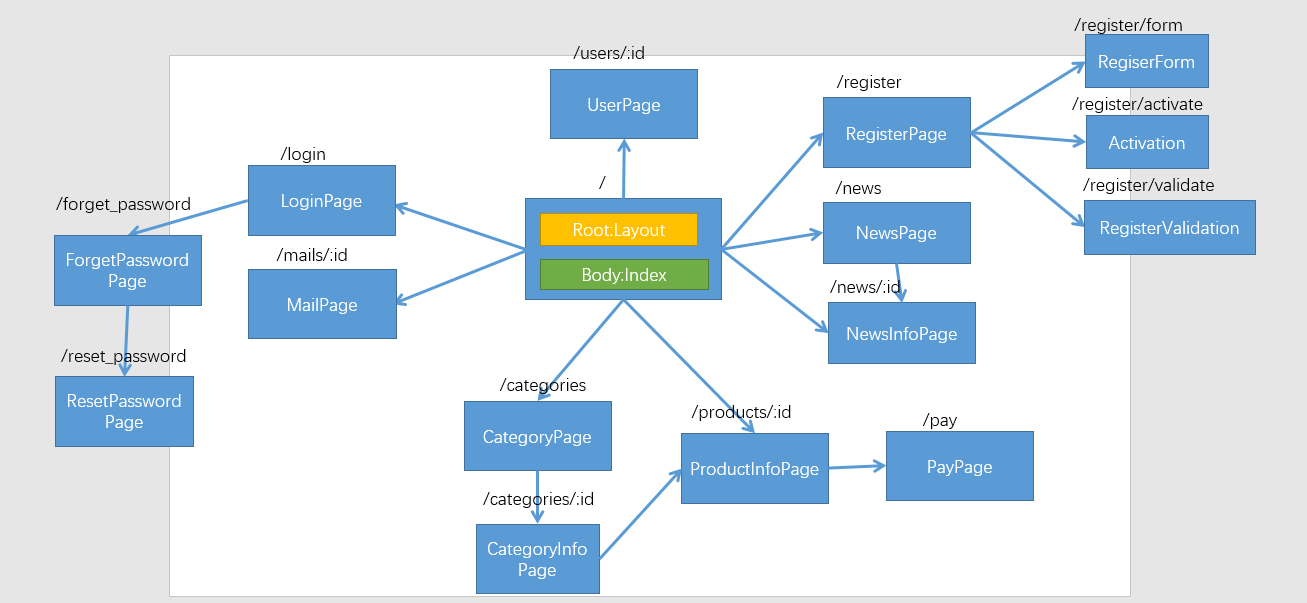 /register/form
RegiserForm
/users/:id
UserPage
/register
RegisterPage
/register/activate
Activation
/login
LoginPage
/
Root:Layout
Body:Index
/news
NewsPage
/register/validate
RegisterValidation
/forget_password
ForgetPassword
Page
/mails/:id
MailPage
/news/:id
NewsInfoPage
/reset_password
ResetPassword
Page
/categories
CategoryPage
/products/:id
ProductInfoPage
/pay
PayPage
/categories/:id
CategoryInfo
Page